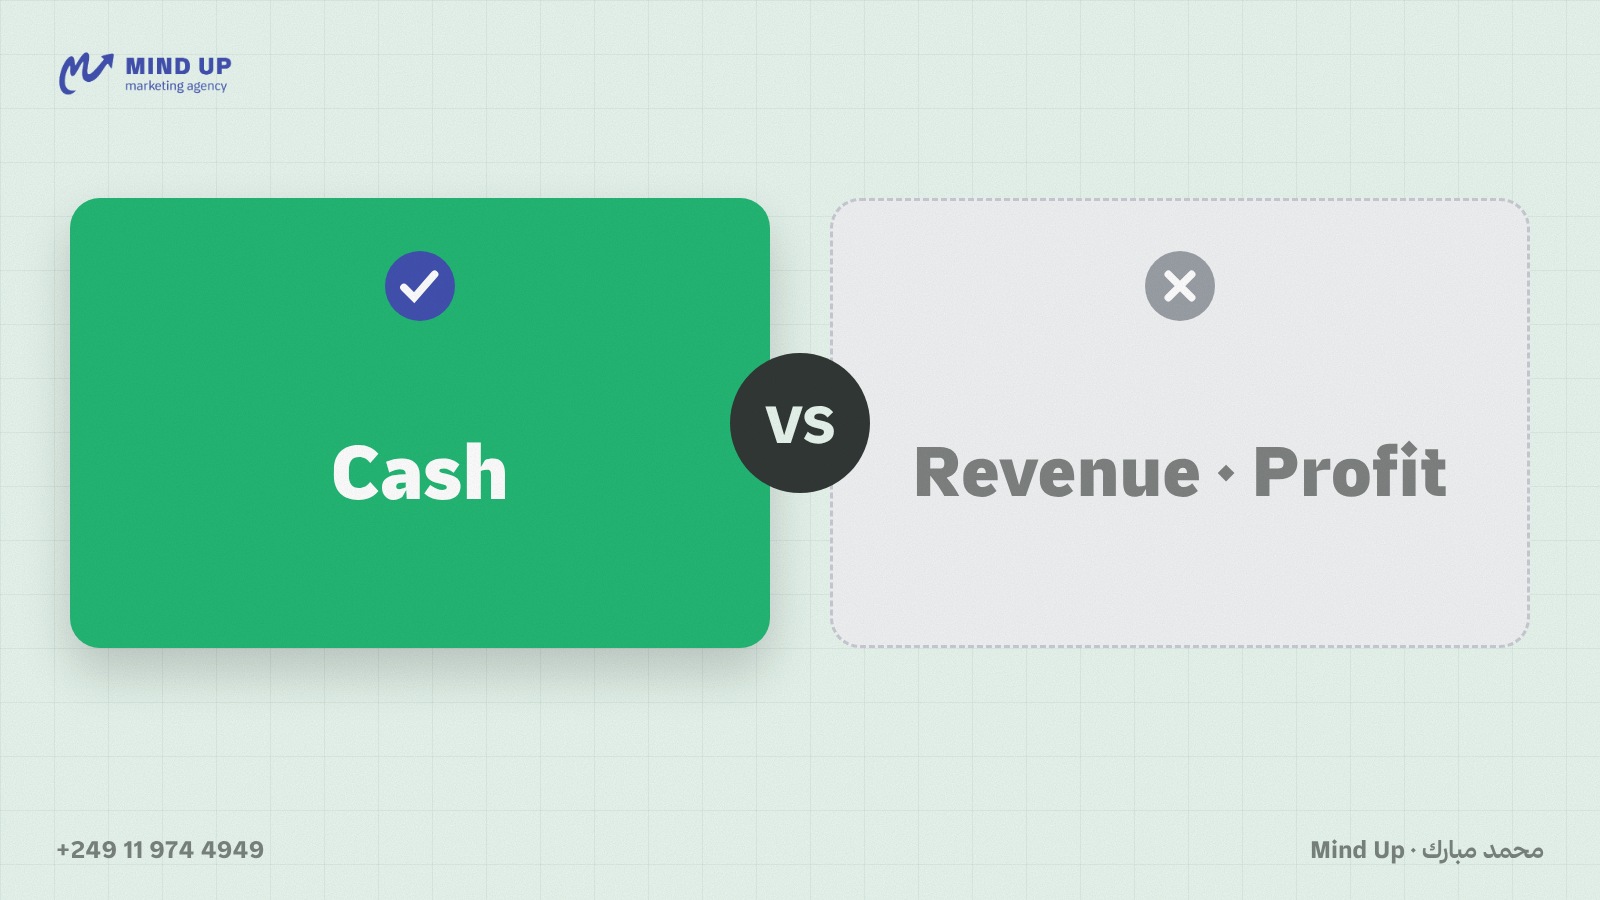 MIND UP
marketing agency
Cash
VS
Revenue · Profit
+249 11 974 4949
Mind Up · محمد مبارك